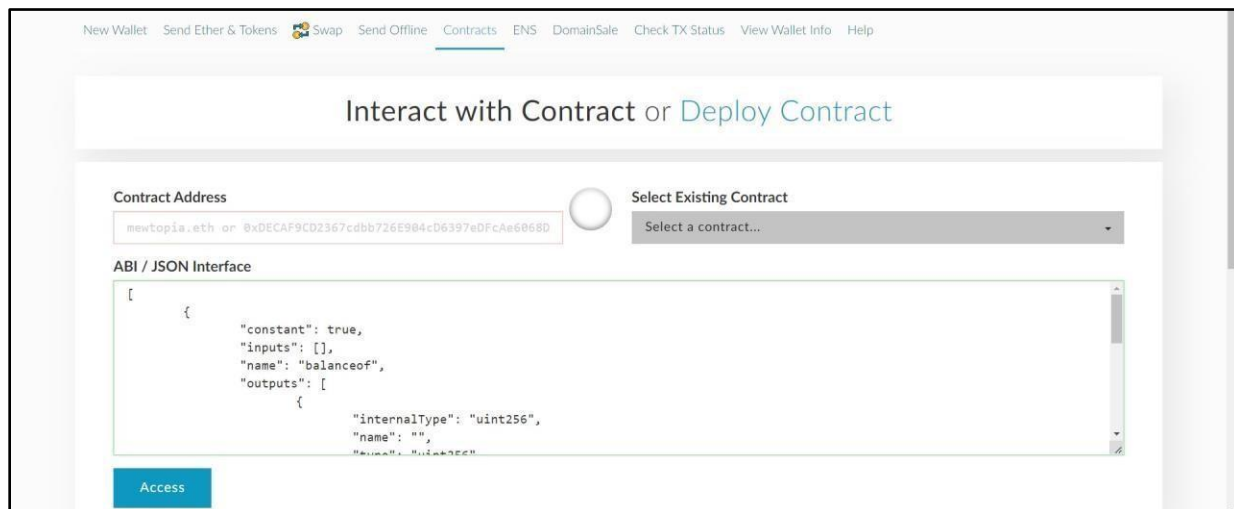 New Wallet Send Ether & Tokens Swap Send Offline Contracts ENS DomainSale Check TX Status View Wallet Info Help
Interact with Contract or Deploy Contract
Contract Address
Select Existing Contract
mewtopia.eth or 0xDECAF9CD2367cdbb726E904cD6397eDFcAe6068D
Select a contract...
ABI / JSON Interface
[
{
"constant": true,
"inputs": [],
"name": "balanceof",
"outputs": [
{
"internalType": "uint256",
"name": "",
"type": "uint256"
Access